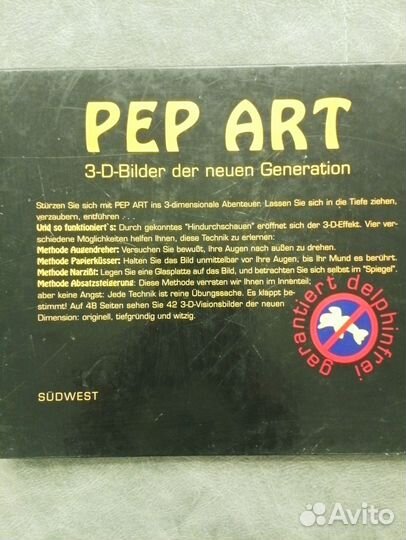 PEP ART
3-D-Bilder der neuen Generation
Stürzen Sie sich mit PEP ART ins 3-dimensionale Abenteuer. Lassen Sie sich in die Tiefe ziehen,
verzaubern, entführen . . .
Und so funktioniert`s: Durch gekonntes "Hindurchschauen" eröffnet sich der 3-D-Effekt. Vier ver-
schiedene Möglichkeiten helfen Ihnen, diese Technik zu erlernen:
Methode Augendreher: Versuchen Sie bewußt, Ihre Augen nach außen zu drehen.
Methode Papierküsser: Halten Sie das Bild unmittelbar vor Ihre Augen, bis Ihr Mund es berührt.
Methode Narzißt: Legen Sie eine Glasplatte auf das Bild, und betrachten Sie sich selbst im "Spiegel".
Methode Absatzsteigerung: Diese Methode verraten wir Ihnen im Innenteil;
aber keine Angst: Jede Technik ist reine Übungssache. Es klappt be-
stimmt! Auf 48 Seiten sehen Sie 42 3-D-Visionsbilder der neuen
Dimension: originell, tiefgründig und witzig.
garantiert delphinfrei
SÜDWEST
Avito